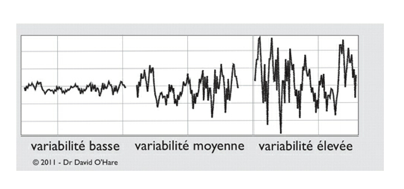 variabilité basse variabilité moyenne variabilité élevée
© 2011 - Dr David O'Hare